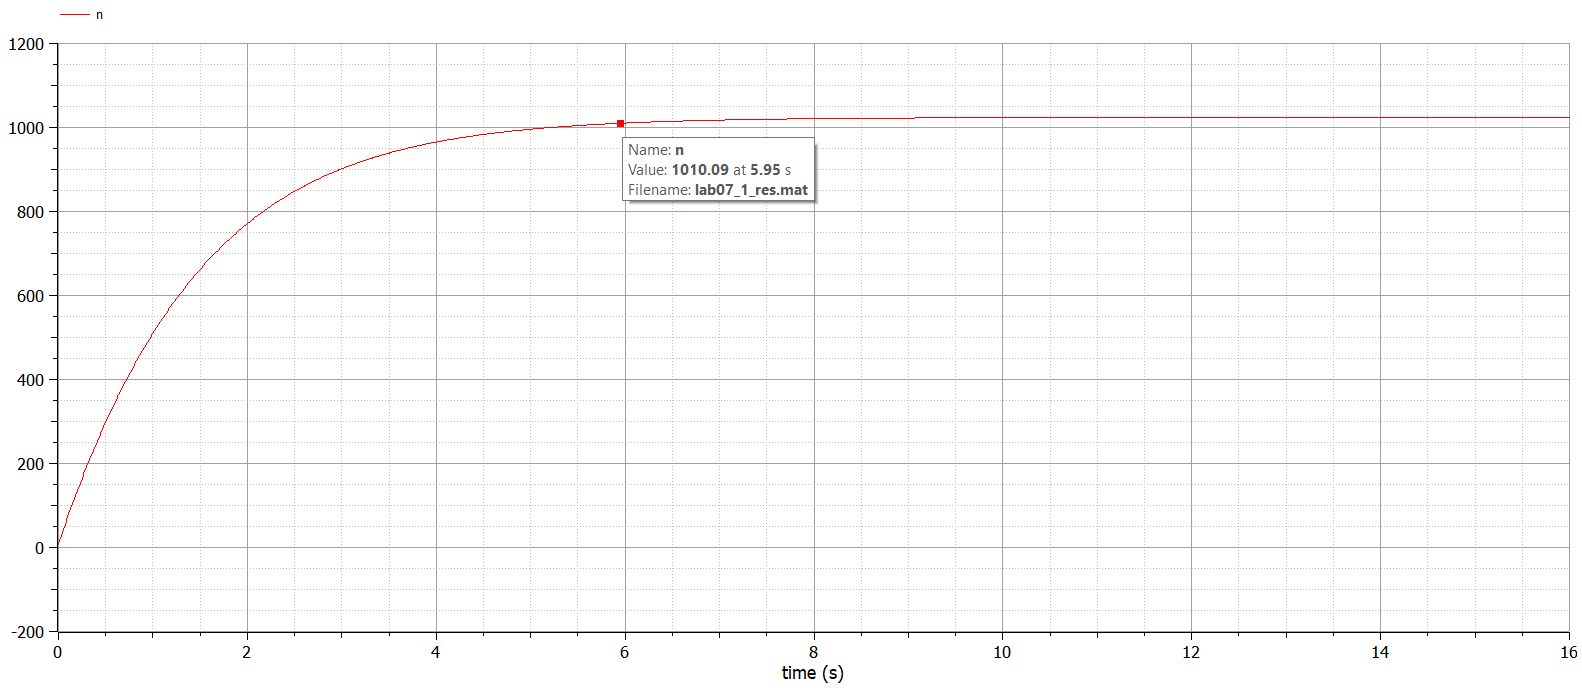 n
1200
1000
800
600
400
200
0
-200
Name: n
Value: 1010.09 at 5.95 s
Filename: lab07_1_res.mat
0 2 4 6 8 10 12 14 16
time (s)